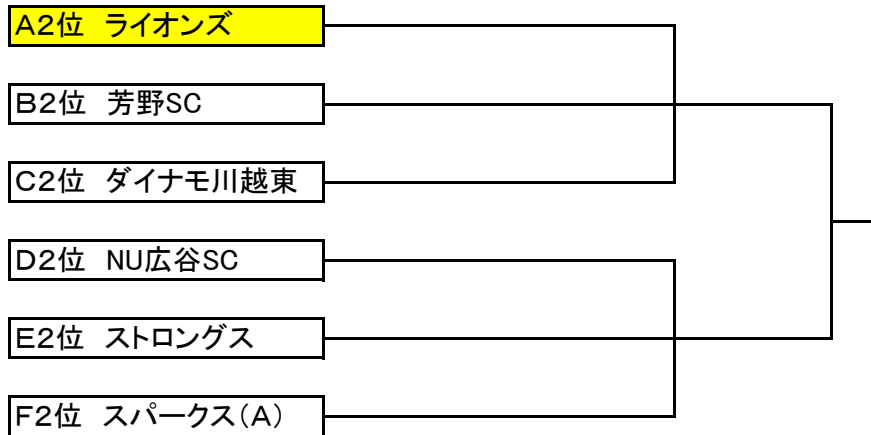 A2位　ライオンズ
B2位　芳野SC
C2位　ダイナモ川越東
D2位　NU広谷SC
E2位　ストロングス
F2位　スパークス（A）